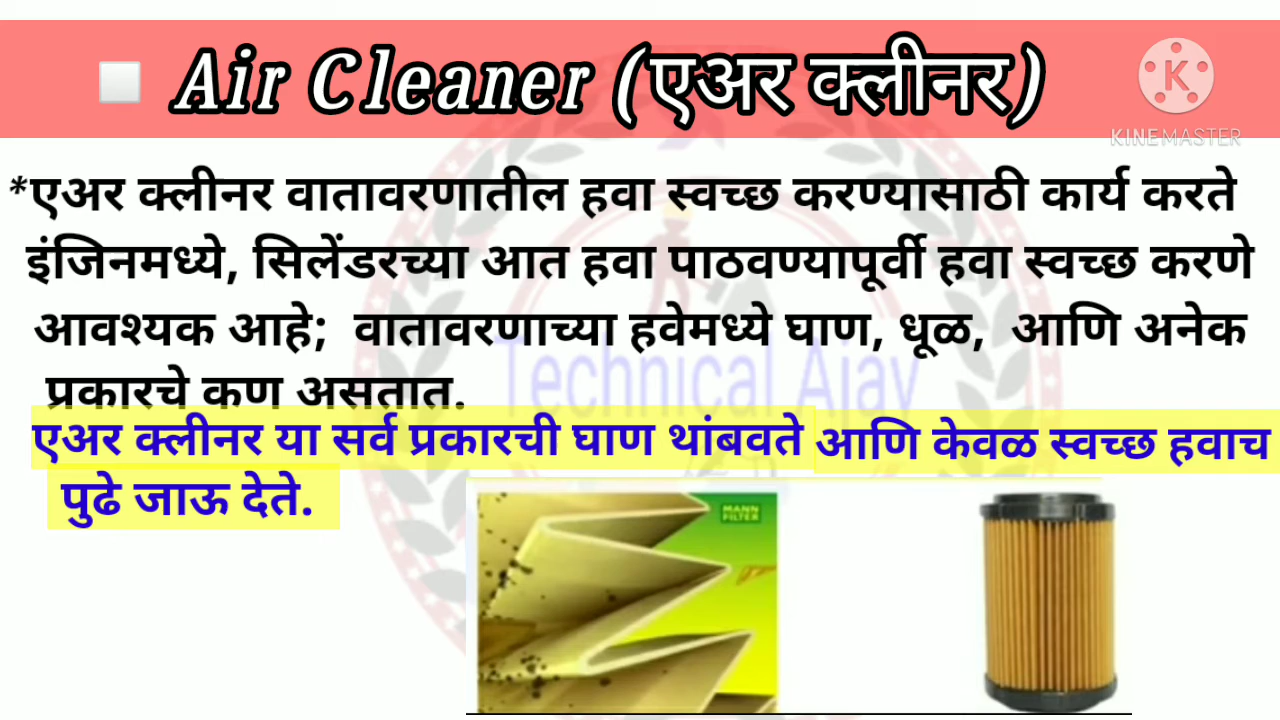 Air Cleaner (एअर क्लीनर)
KINEMASTER
*एअर क्लीनर वातावरणातील हवा स्वच्छ करण्यासाठी कार्य करते
इंजिनमध्ये, सिलेंडरच्या आत हवा पाठवण्यापूर्वी हवा स्वच्छ करणे
आवश्यक आहे; वातावरणाच्या हवेमध्ये घाण, धूळ, आणि अनेक
प्रकारचे कण असतात.
एअर क्लीनर या सर्व प्रकारची घाण थांबवते आणि केवळ स्वच्छ हवाच
पुढे जाऊ देते.
Technical Ajay
MANN
FILTER